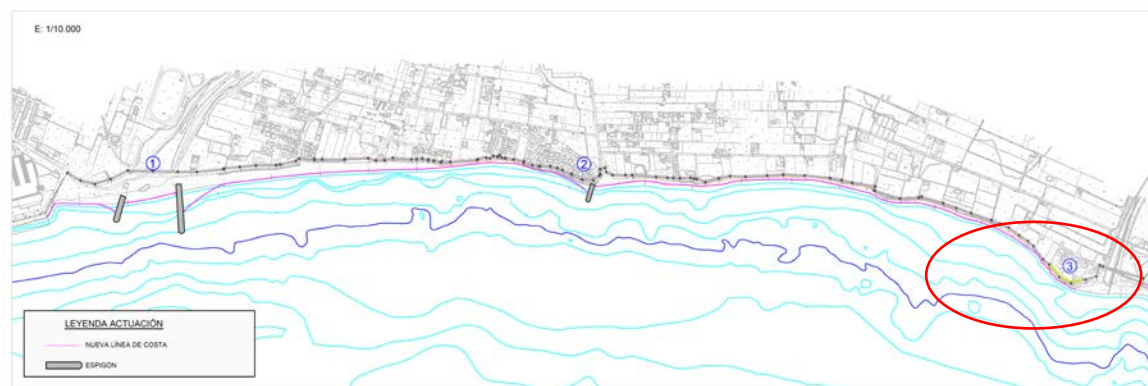 E: 1/10.000
1
2
3
LEYENDA ACTUACIÓN
NUEVA LÍNEA DE COSTA
ESPIGÓN